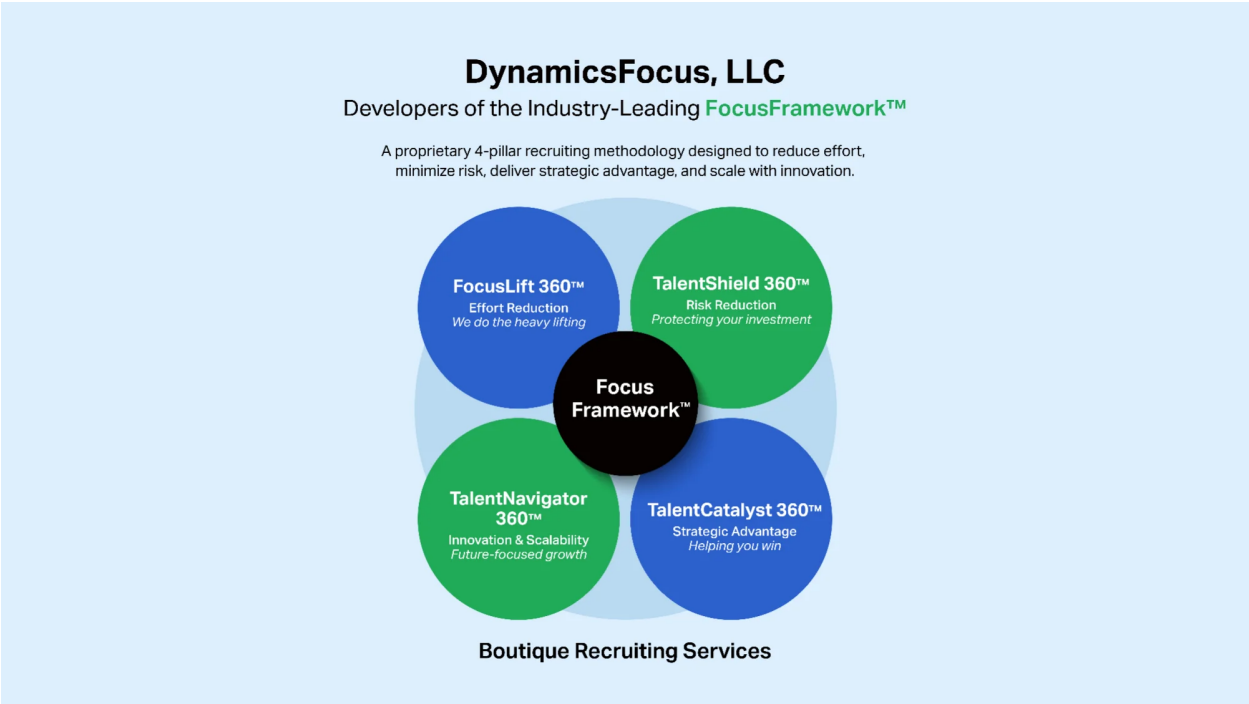 DynamicsFocus, LLC
Developers of the Industry-Leading FocusFramework™
A proprietary 4-pillar recruiting methodology designed to reduce effort,
minimize risk, deliver strategic advantage, and scale with innovation.
FocusLift 360™
Effort Reduction
We do the heavy lifting
TalentShield 360™
Risk Reduction
Protecting your investment
Focus
Framework™
TalentNavigator
360™
Innovation & Scalability
Future-focused growth
TalentCatalyst 360™
Strategic Advantage
Helping you win
Boutique Recruiting Services